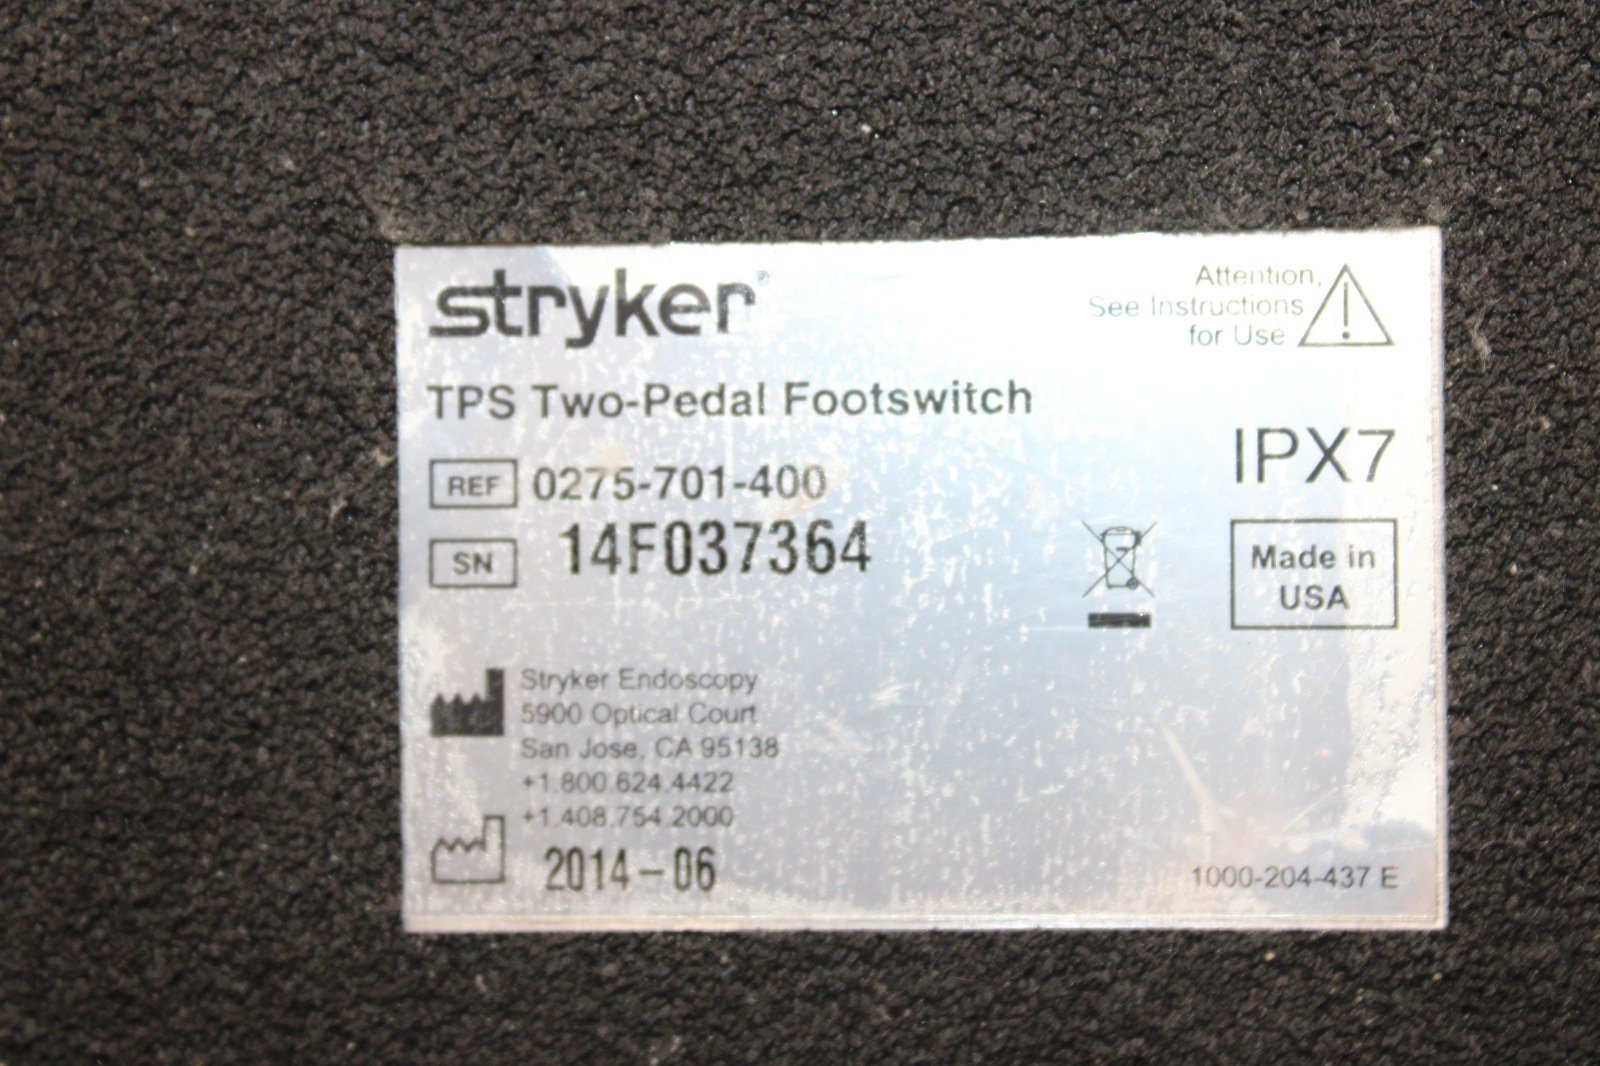 stryker®
Attention,
See Instructions
for Use
TPS Two-Pedal Footswitch
IPX7
REF 0275-701-400
SN 14F037364
Made in
USA
Stryker Endoscopy
5900 Optical Court
San Jose, CA 95138
+1.800.624.4422
+1.408.754.2000
2014-06
1000-204-437 E